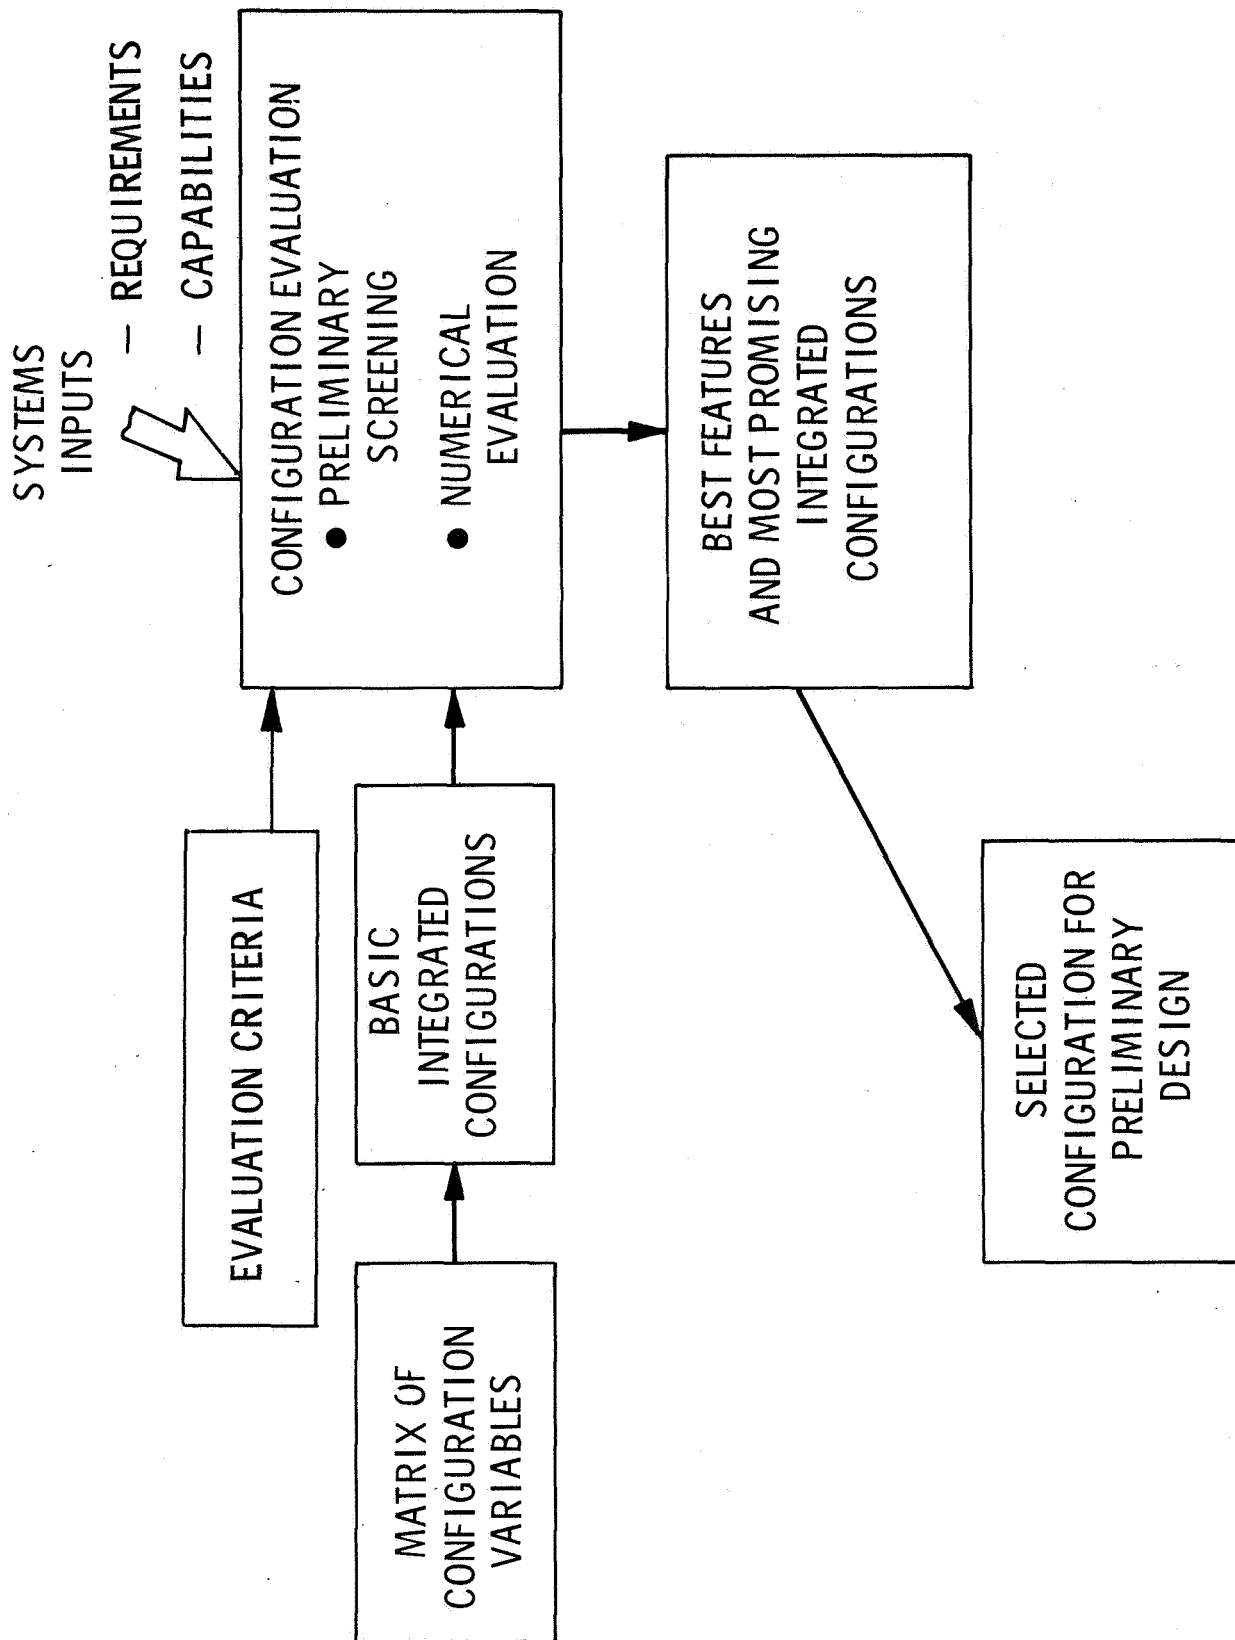 SYSTEMS
INPUTS
— REQUIREMENTS
— CAPABILITIES
EVALUATION CRITERIA
MATRIX OF
CONFIGURATION
VARIABLES
BASIC
INTEGRATED
CONFIGURATIONS
CONFIGURATION EVALUATION
● PRELIMINARY
SCREENING
● NUMERICAL
EVALUATION
BEST FEATURES
AND MOST PROMISING
INTEGRATED
CONFIGURATIONS
SELECTED
CONFIGURATION FOR
PRELIMINARY
DESIGN